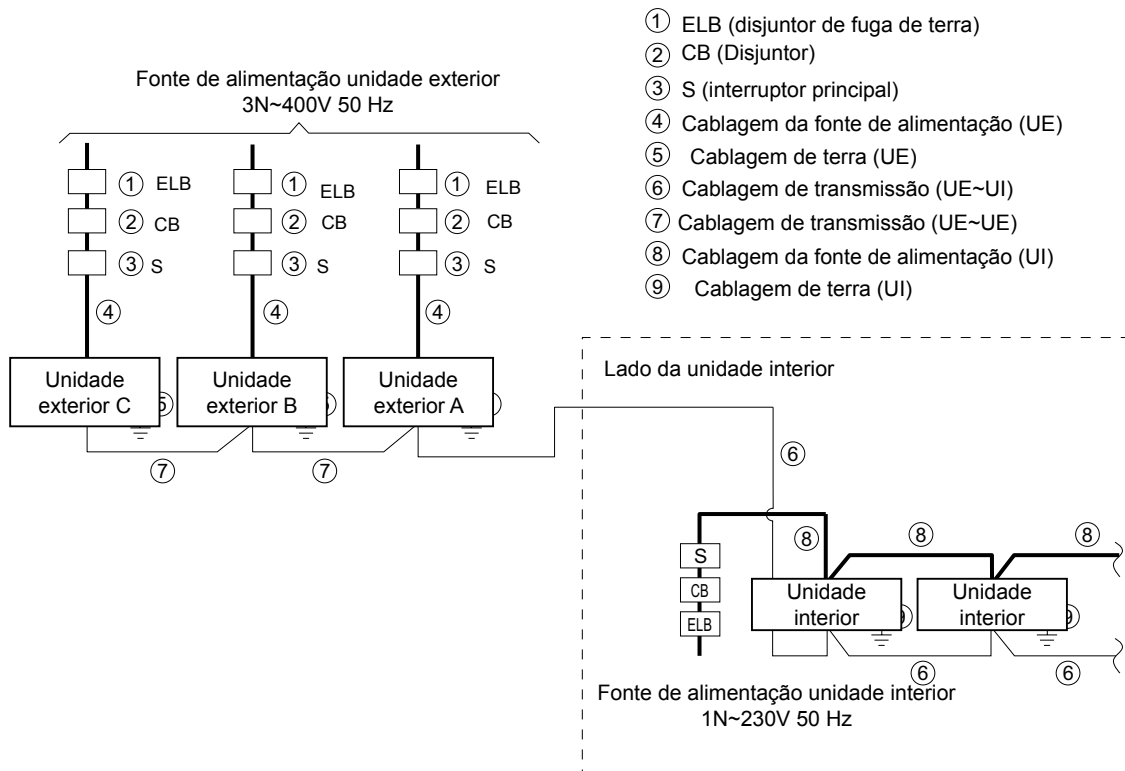 ① ELB (disjuntor de fuga de terra)
② CB (Disjuntor)
③ S (interruptor principal)
④ Cablagem da fonte de alimentação (UE)
⑤ Cablagem de terra (UE)
⑥ Cablagem de transmissão (UE~UI)
⑦ Cablagem de transmissão (UE~UE)
⑧ Cablagem da fonte de alimentação (UI)
⑨ Cablagem de terra (UI)
Fonte de alimentação unidade exterior
3N~400V 50 Hz
① ELB ① ELB ① ELB
② CB ② CB ② CB
③ S ③ S ③ S
④ ④ ④
Unidade
exterior C
Unidade
exterior B
Unidade
exterior A
⑦ ⑦
Lado da unidade interior
⑥
⑧ ⑧ ⑧
S
CB
ELB
Unidade
interior
Unidade
interior
⑥ ⑥
Fonte de alimentação unidade interior
1N~230V 50 Hz